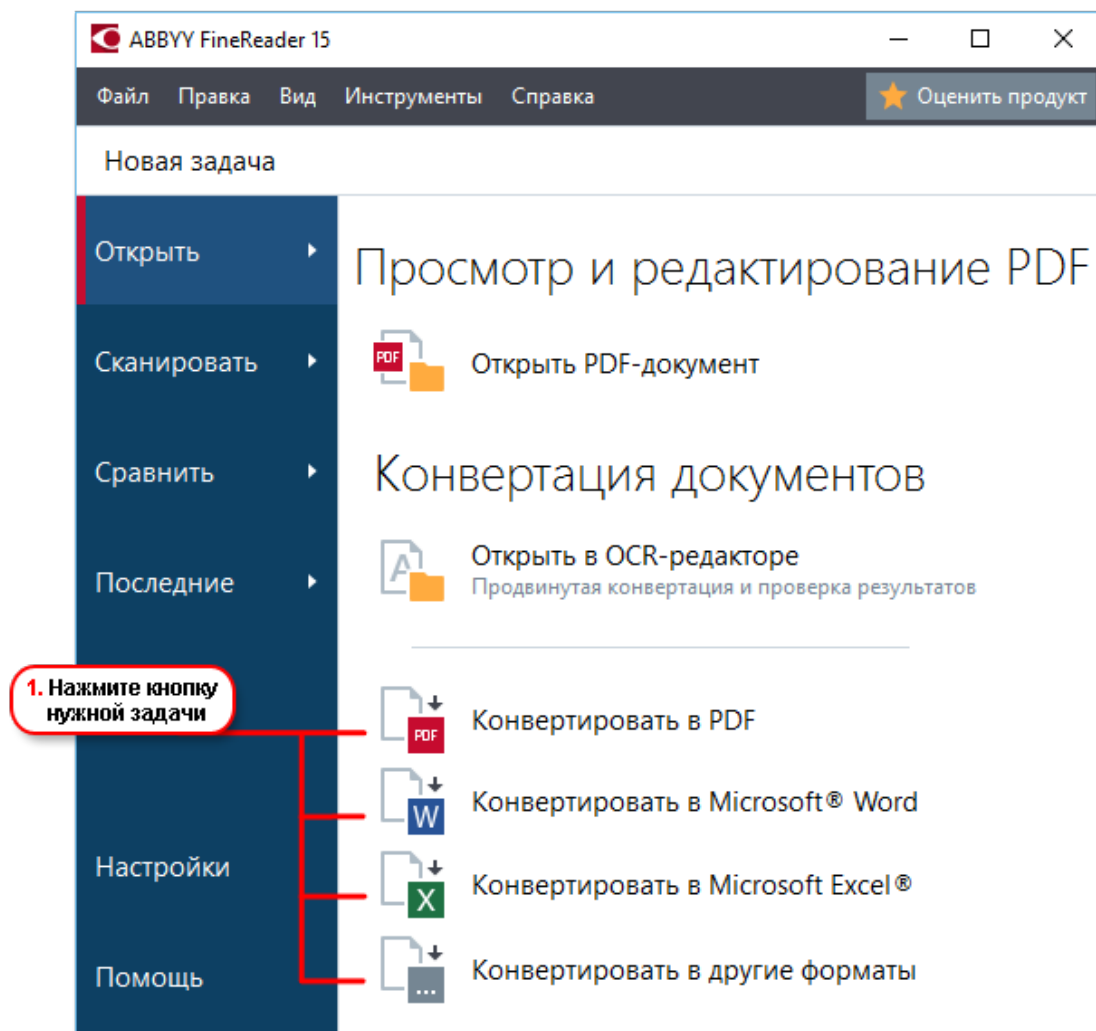 ABBYY FineReader 15
Файл Правка Вид Инструменты Справка Оценить продукт
Новая задача
Открыть
Сканировать
Сравнить
Последние
1. Нажмите кнопку
нужной задачи
Настройки
Помощь
Просмотр и редактирование PDF
PDF
Открыть PDF-документ
Конвертация документов
A
Открыть в OCR-редакторе
Продвинутая конвертация и проверка результатов
PDF
Конвертировать в PDF
W
Конвертировать в Microsoft® Word
X
Конвертировать в Microsoft Excel®
...
Конвертировать в другие форматы